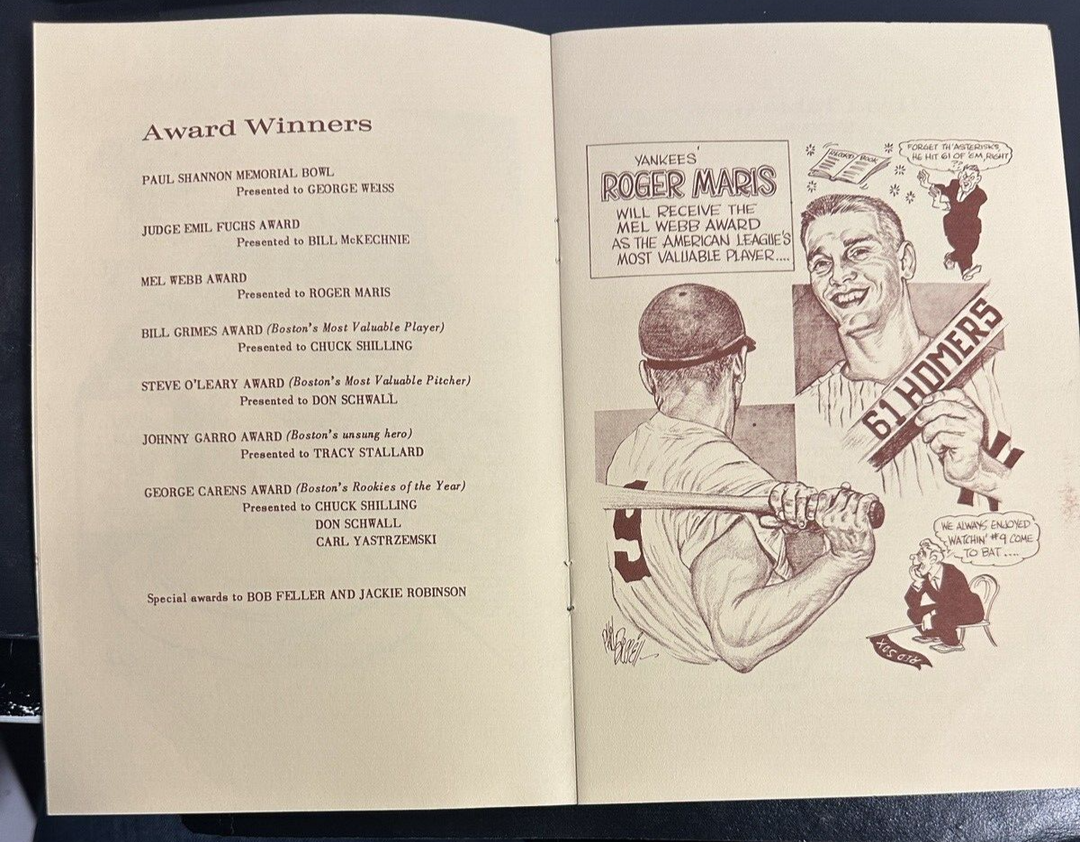 Award Winners
PAUL SHANNON MEMORIAL BOWL
Presented to GEORGE WEISS
JUDGE EMIL FUCHS AWARD
Presented to BILL McKECHNIE
MEL WEBB AWARD
Presented to ROGER MARIS
BILL GRIMES AWARD (Boston's Most Valuable Player)
Presented to CHUCK SHILLING
STEVE O'LEARY AWARD (Boston's Most Valuable Pitcher)
Presented to DON SCHWALL
JOHNNY GARRO AWARD (Boston's unsung hero)
Presented to TRACY STALLARD
GEORGE CARENS AWARD (Boston's Rookies of the Year)
Presented to CHUCK SHILLING
DON SCHWALL
CARL YASTRZEMSKI
Special awards to BOB FELLER AND JACKIE ROBINSON
YANKEES'
ROGER MARIS
WILL RECEIVE THE
MEL WEBB AWARD
AS THE AMERICAN LEAGUE'S
MOST VALUABLE PLAYER....
RECORD BOOK
FORGET TH' ASTERISKS,
HE HIT 61 OF 'EM, RIGHT
??
61 HOMERS
9
WE ALWAYS ENJOYED
WATCHIN' #9 COME
TO BAT....
RED SOX
Phil Bissell